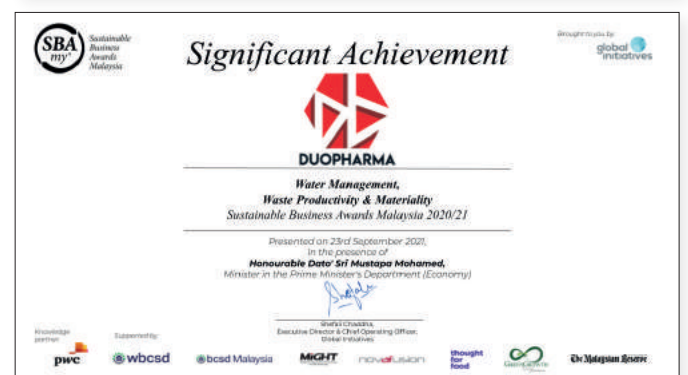 SBA
my
Sustainable
Business
Awards
Malaysia
Significant Achievement
Brought to you by
global
initiatives
DUOPHARMA
Water Management,
Waste Productivity & Materiality
Sustainable Business Awards Malaysia 2020/21
Presented on 23rd September 2021,
in the presence of
Honourable Dato' Sri Mustapa Mohamed,
Minister in the Prime Minister's Department (Economy)
Executive Director & Chief Operating Officer,
Global Initiatives
Knowledge
partner
Supported by
pwc
wbcsd
bcsd Malaysia
MiGHT
novafusion
thought
for
food
The Malaysian Reserve